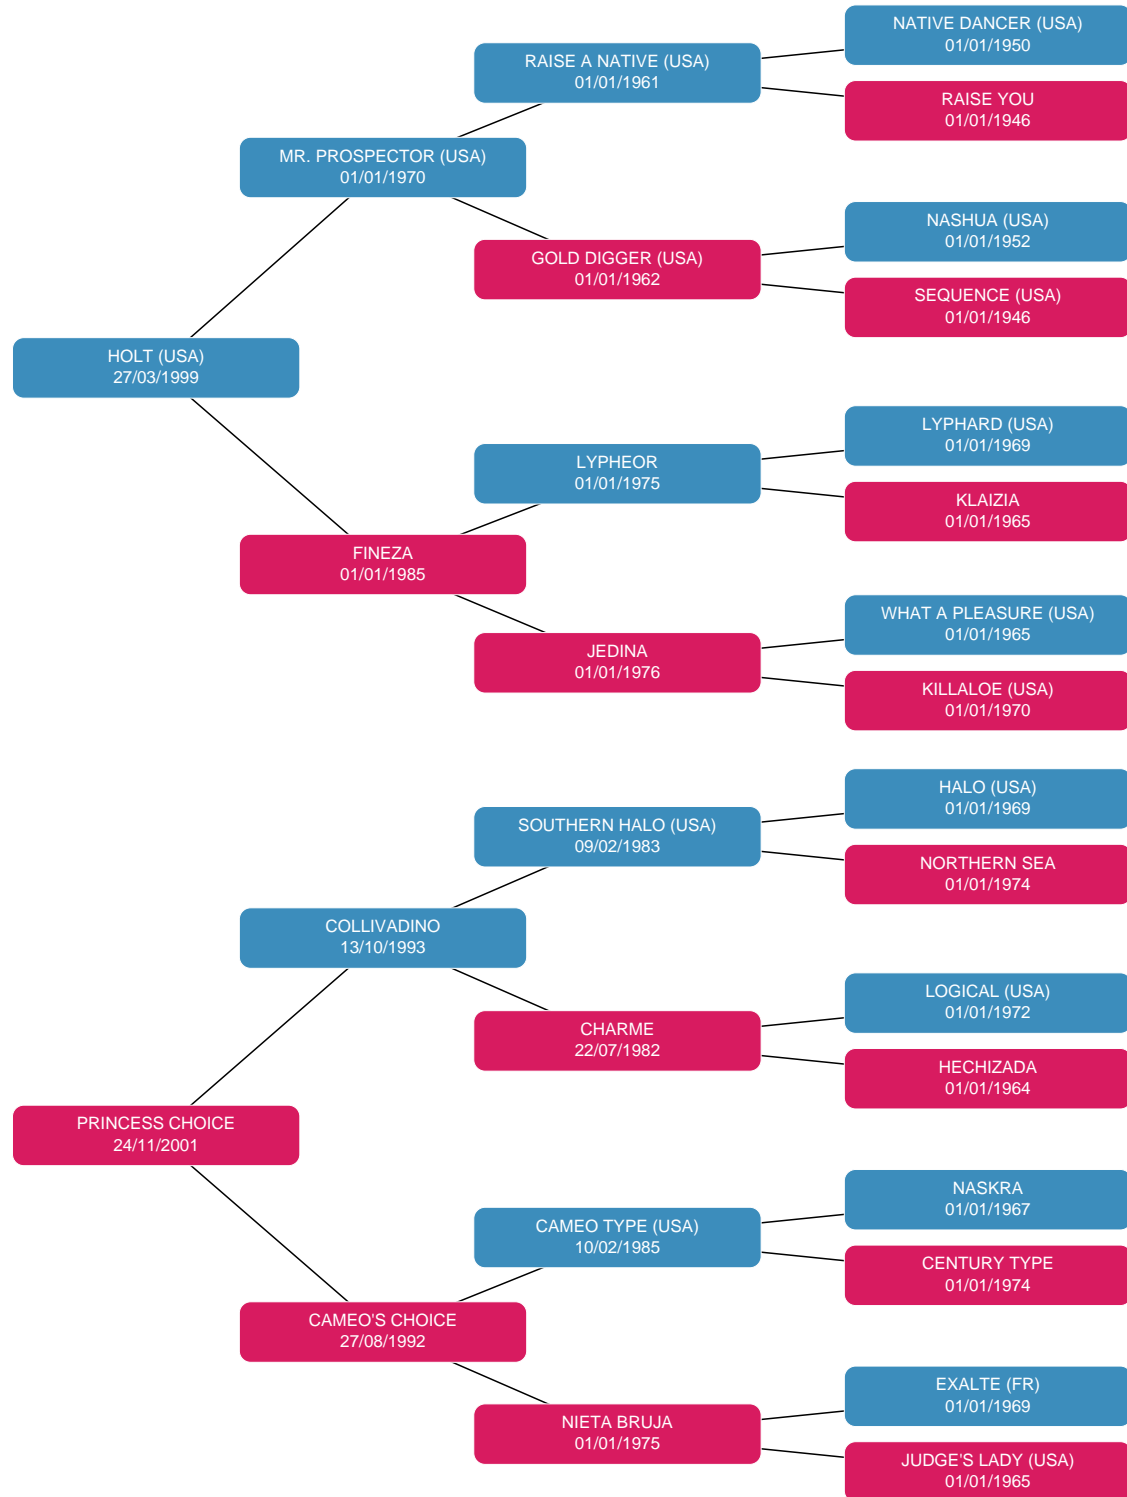 NATIVE DANCER (USA)
01/01/1950
RAISE A NATIVE (USA)
01/01/1961
RAISE YOU
01/01/1946
MR. PROSPECTOR (USA)
01/01/1970
NASHUA (USA)
01/01/1952
GOLD DIGGER (USA)
01/01/1962
SEQUENCE (USA)
01/01/1946
HOLT (USA)
27/03/1999
LYPHARD (USA)
01/01/1969
LYPHEOR
01/01/1975
KLAIZIA
01/01/1965
FINEZA
01/01/1985
WHAT A PLEASURE (USA)
01/01/1965
JEDINA
01/01/1976
KILLALOE (USA)
01/01/1970
HALO (USA)
01/01/1969
SOUTHERN HALO (USA)
09/02/1983
NORTHERN SEA
01/01/1974
COLLIVADINO
13/10/1993
LOGICAL (USA)
01/01/1972
CHARME
22/07/1982
HECHIZADA
01/01/1964
PRINCESS CHOICE
24/11/2001
NASKRA
01/01/1967
CAMEO TYPE (USA)
10/02/1985
CENTURY TYPE
01/01/1974
CAMEO'S CHOICE
27/08/1992
EXALTE (FR)
01/01/1969
NIETA BRUJA
01/01/1975
JUDGE'S LADY (USA)
01/01/1965